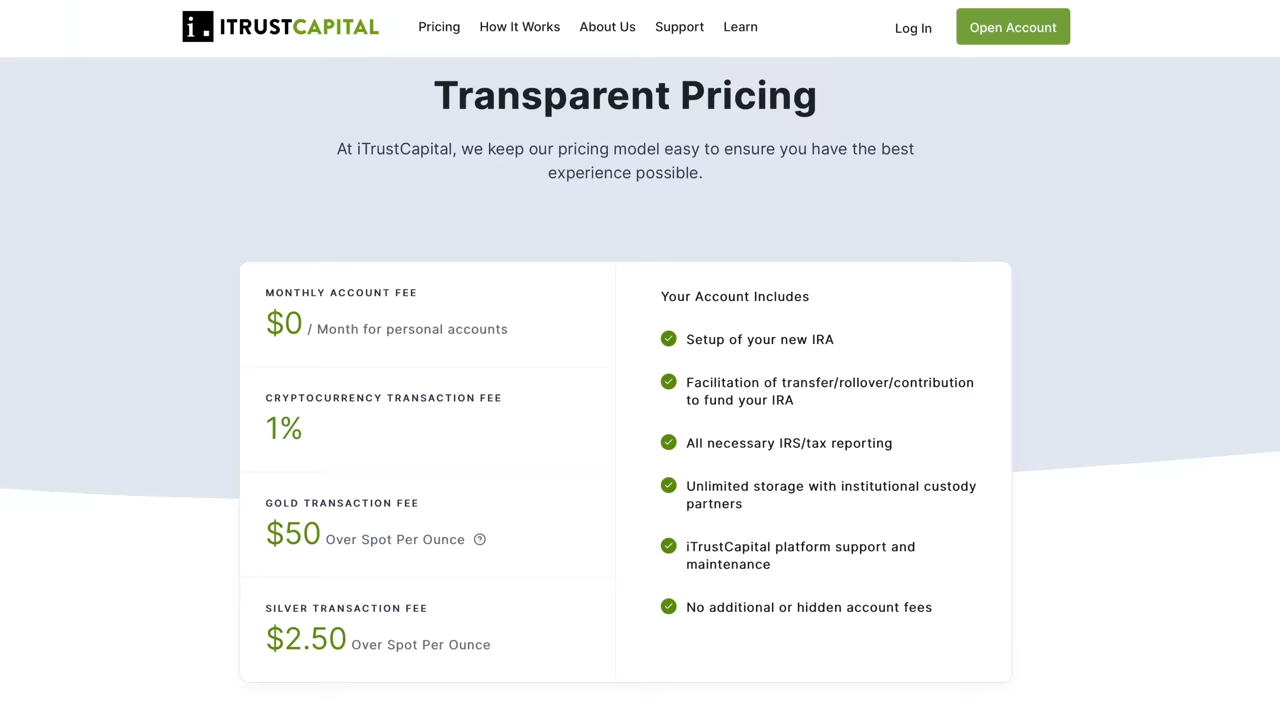 i. ITRUSTCAPITAL Pricing How It Works About Us Support Learn Log In Open Account
Transparent Pricing
At iTrustCapital, we keep our pricing model easy to ensure you have the best
experience possible.
MONTHLY ACCOUNT FEE
$0 / Month for personal accounts
CRYPTOCURRENCY TRANSACTION FEE
1%
GOLD TRANSACTION FEE
$50 Over Spot Per Ounce ?
SILVER TRANSACTION FEE
$2.50 Over Spot Per Ounce
Your Account Includes
Setup of your new IRA
Facilitation of transfer/rollover/contribution
to fund your IRA
All necessary IRS/tax reporting
Unlimited storage with institutional custody
partners
iTrustCapital platform support and
maintenance
No additional or hidden account fees